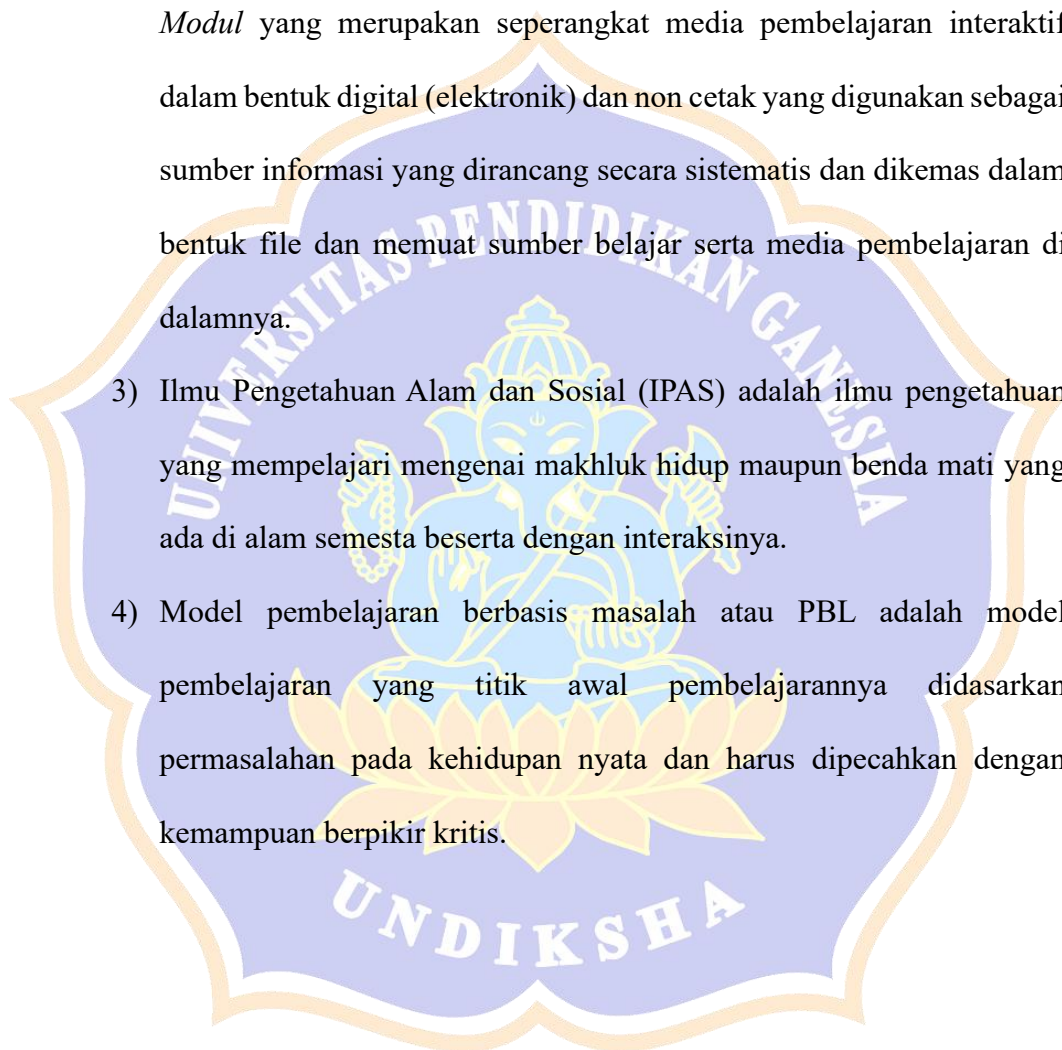 Modul yang merupakan seperangkat media pembelajaran interaktif
dalam bentuk digital (elektronik) dan non cetak yang digunakan sebagai
sumber informasi yang dirancang secara sistematis dan dikemas dalam
bentuk file dan memuat sumber belajar serta media pembelajaran di
dalamnya.
3) Ilmu Pengetahuan Alam dan Sosial (IPAS) adalah ilmu pengetahuan
yang mempelajari mengenai makhluk hidup maupun benda mati yang
ada di alam semesta beserta dengan interaksinya.
4) Model pembelajaran berbasis masalah atau PBL adalah model
pembelajaran yang titik awal pembelajarannya didasarkan
permasalahan pada kehidupan nyata dan harus dipecahkan dengan
kemampuan berpikir kritis.
UNIVERSITAS PENDIDIKAN GANESHA
UNDIKSHA